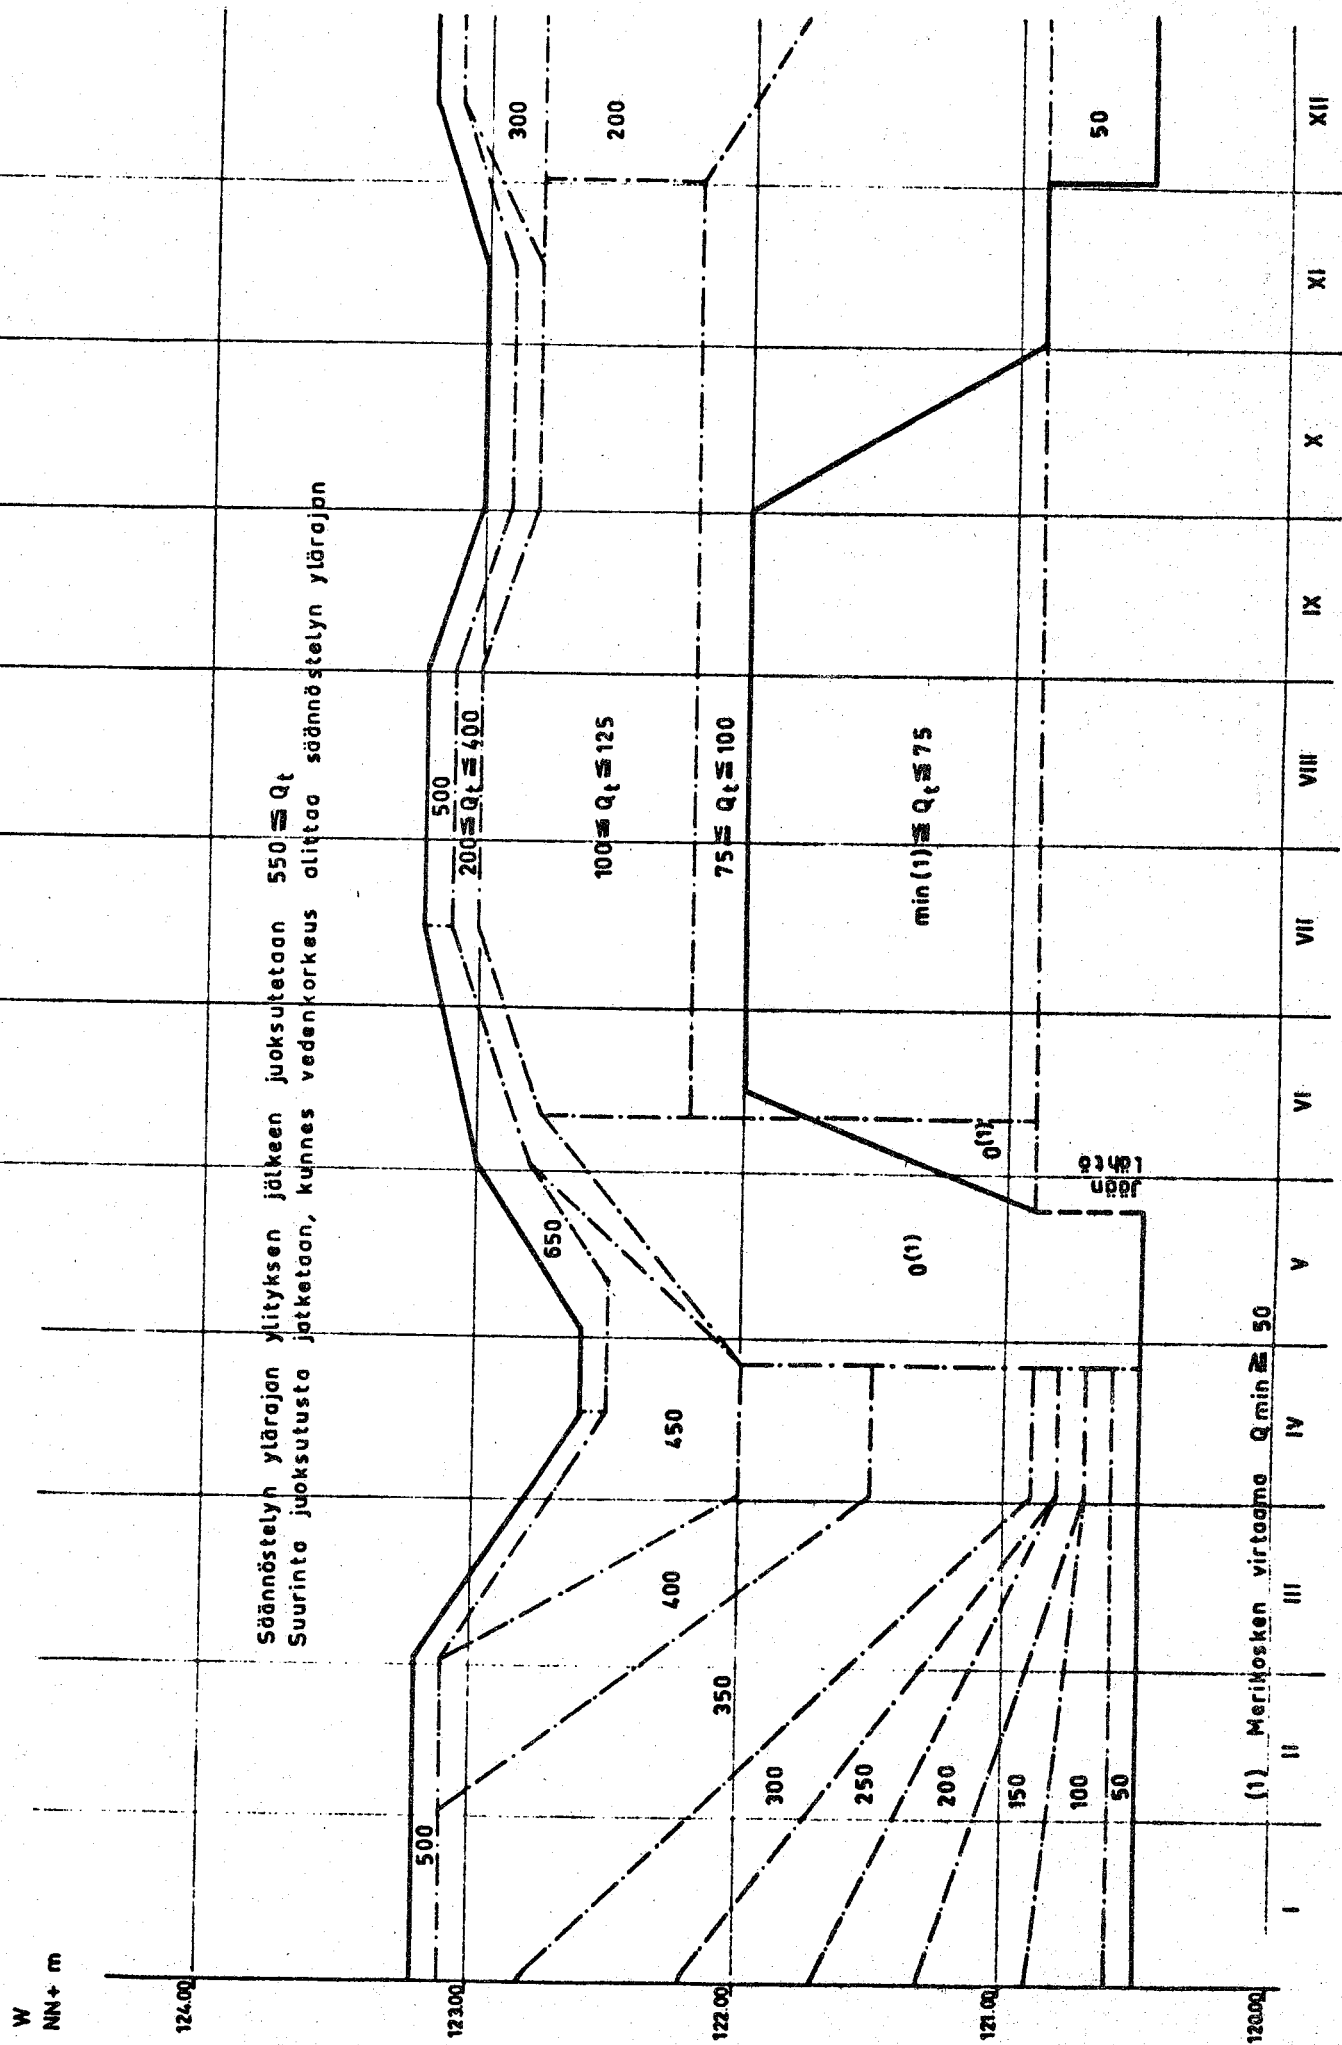 W
NN+ m
124.00
123.00
122.00
121.00
120.00
Säännöstelyn ylärajan ylityksen jälkeen juoksutetaan 550 ≦ Qt
Suurinta juoksutusta jatketaan, kunnes vedenkorkeus alittaa säännöstelyn ylärajan
500
400
450
650
500
200 ≦ Qt ≦ 400
300
200
350
100 ≦ Qt ≦ 125
75 ≦ Qt ≦ 100
300
250
200
150
100
50
0(1)
0(1)
min(1) ≦ Qt ≦ 75
50
Jään
lähtö
(1) Merikosken virtaama Qmin ≧ 50
I II III IV V VI VII VIII IX X XI XII